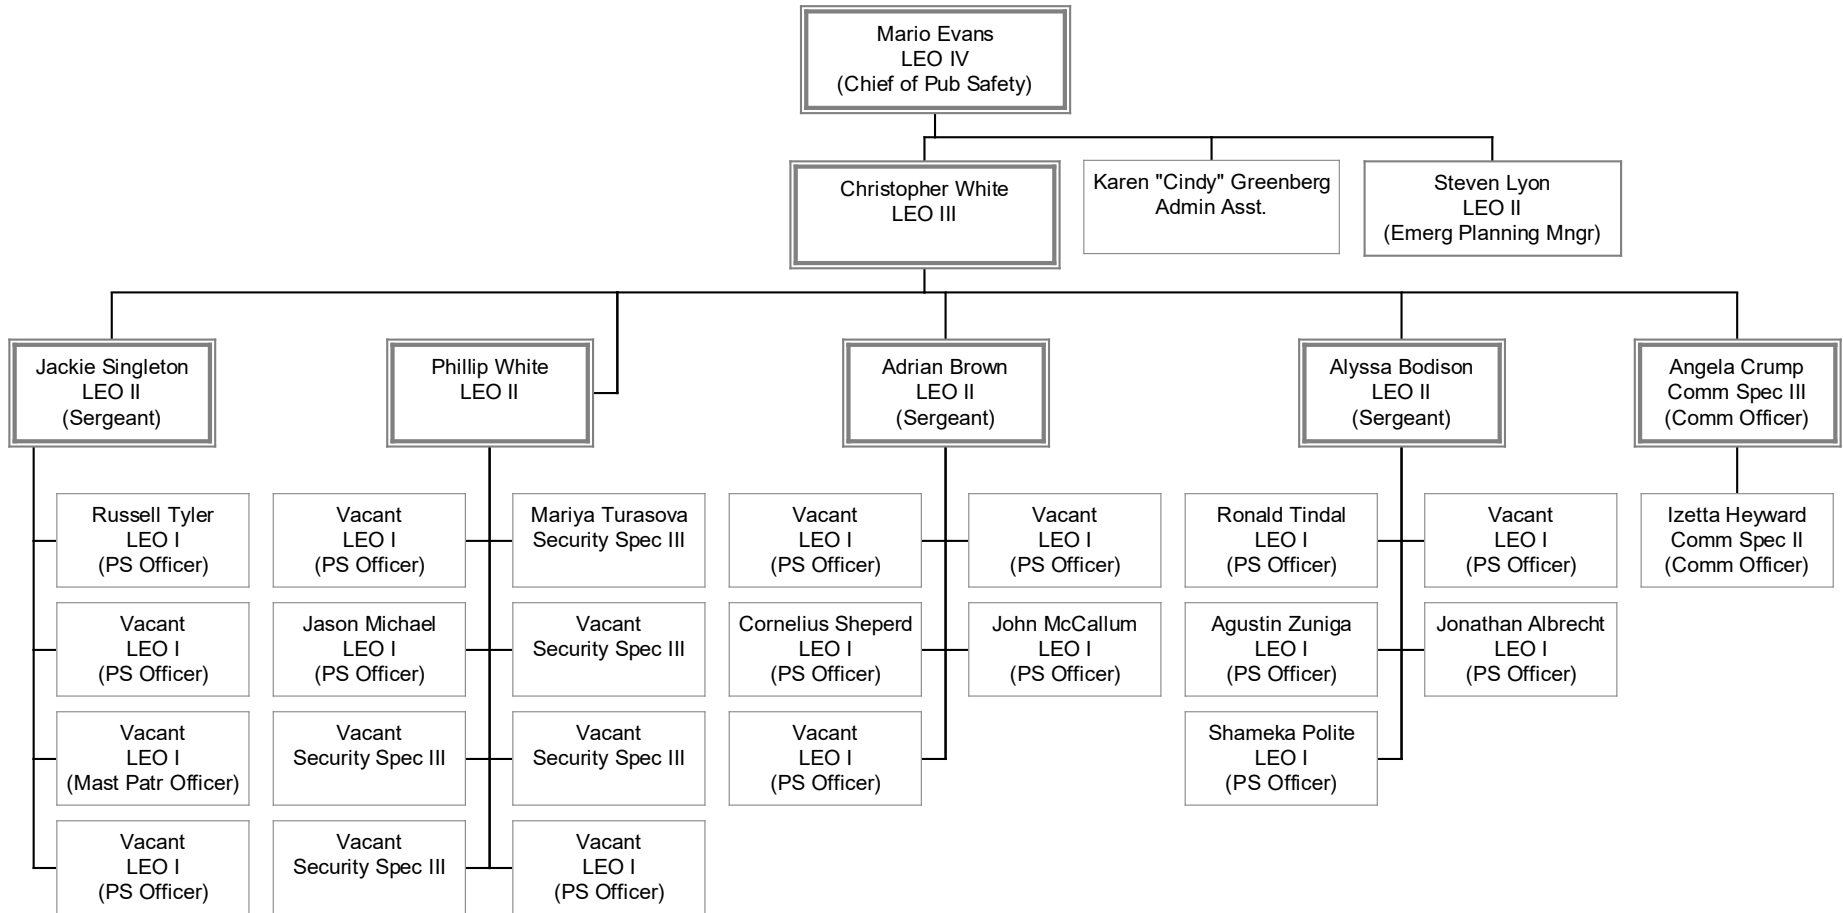 Mario Evans
LEO IV
(Chief of Pub Safety)
Christopher White
LEO III
Karen "Cindy" Greenberg
Admin Asst.
Steven Lyon
LEO II
(Emerg Planning Mngr)
Jackie Singleton
LEO II
(Sergeant)
Phillip White
LEO II
Adrian Brown
LEO II
(Sergeant)
Alyssa Bodison
LEO II
(Sergeant)
Angela Crump
Comm Spec III
(Comm Officer)
Russell Tyler
LEO I
(PS Officer)
Vacant
LEO I
(PS Officer)
Mariya Turasova
Security Spec III
Vacant
LEO I
(PS Officer)
Vacant
LEO I
(PS Officer)
Ronald Tindal
LEO I
(PS Officer)
Vacant
LEO I
(PS Officer)
Izetta Heyward
Comm Spec II
(Comm Officer)
Vacant
LEO I
(PS Officer)
Jason Michael
LEO I
(PS Officer)
Vacant
Security Spec III
Cornelius Sheperd
LEO I
(PS Officer)
John McCallum
LEO I
(PS Officer)
Agustin Zuniga
LEO I
(PS Officer)
Jonathan Albrecht
LEO I
(PS Officer)
Vacant
LEO I
(Mast Patr Officer)
Vacant
Security Spec III
Vacant
Security Spec III
Vacant
LEO I
(PS Officer)
Shameka Polite
LEO I
(PS Officer)
Vacant
LEO I
(PS Officer)
Vacant
Security Spec III
Vacant
LEO I
(PS Officer)